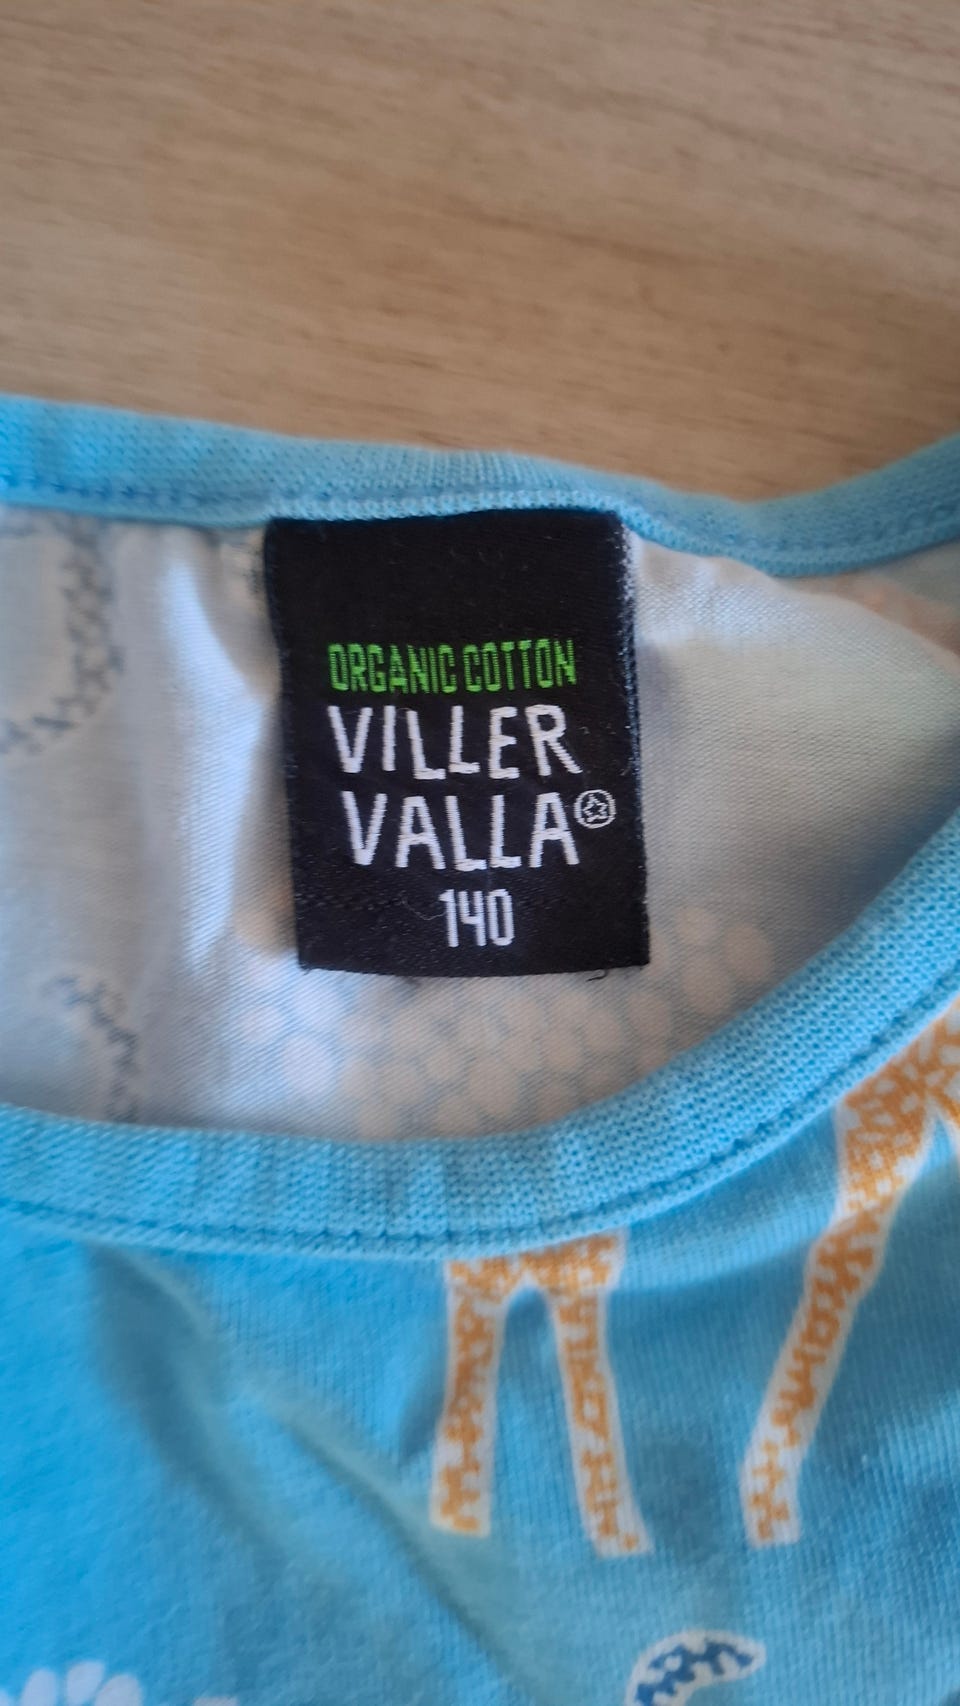 ORGANIC COTTON
VILLER
VALLA
140